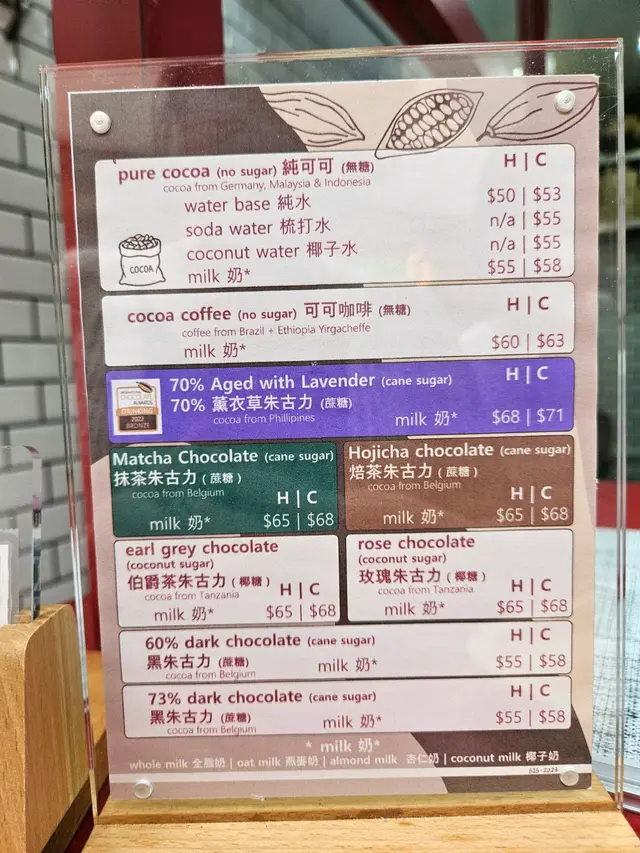 pure cocoa (no sugar) 純可可 (無糖) H | C
cocoa from Germany, Malaysia & Indonesia
water base 純水 $50 | $53
soda water 梳打水 n/a | $55
coconut water 椰子水 n/a | $55
milk 奶* $55 | $58
COCOA
cocoa coffee (no sugar) 可可咖啡 (無糖) H | C
coffee from Brazil + Ethiopia Yirgacheffe
milk 奶* $60 | $63
70% Aged with Lavender (cane sugar) H | C
70% 薰衣草朱古力 (蔗糖)
cocoa from Phillipines
milk 奶* $68 | $71
CHOCOLATE
AWARDS
DRINKING
2022
BRONZE
Matcha Chocolate (cane sugar)
抹茶朱古力 (蔗糖)
cocoa from Belgium
H | C
milk 奶* $65 | $68
Hojicha chocolate (cane sugar)
焙茶朱古力 (蔗糖)
cocoa from Belgium
H | C
milk 奶* $65 | $68
earl grey chocolate
(coconut sugar)
伯爵茶朱古力 (椰糖) H | C
cocoa from Tanzania
milk 奶* $65 | $68
rose chocolate
(coconut sugar)
玫瑰朱古力 (椰糖) H | C
cocoa from Tanzania
milk 奶* $65 | $68
60% dark chocolate (cane sugar) H | C
黑朱古力 (蔗糖) milk 奶* $55 | $58
cocoa from Belgium
73% dark chocolate (cane sugar) H | C
黑朱古力 (蔗糖) milk 奶* $55 | $58
cocoa from Belgium
* milk 奶*
whole milk 全脂奶 | oat milk 燕麥奶 | almond milk 杏仁奶 | coconut milk 椰子奶